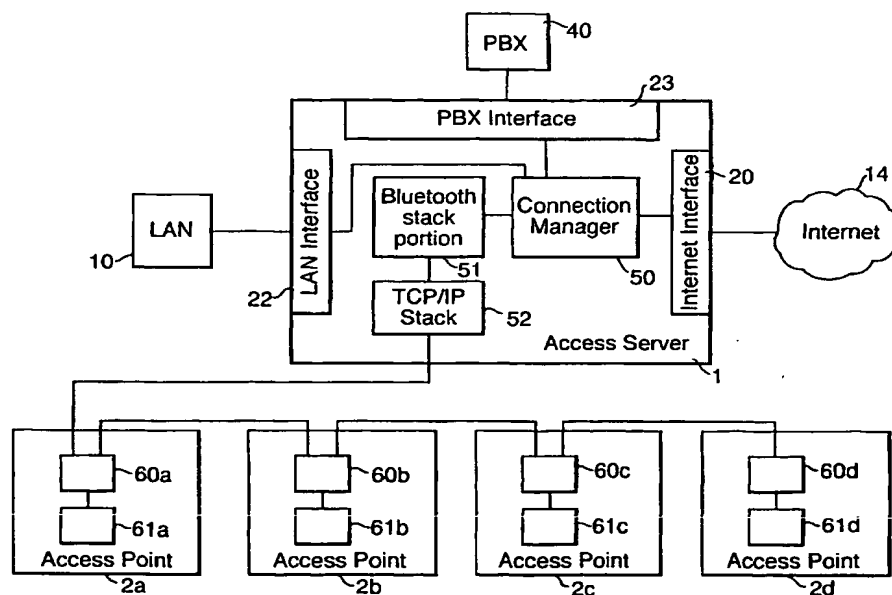 PBX
40
23
PBX Interface
20
14
LAN
10
LAN Interface
22
Bluetooth
stack
portion
51
Connection
Manager
50
Internet Interface
Internet
TCP/IP
Stack
52
Access Server
1
60a
61a
Access Point
2a
60b
61b
Access Point
2b
60c
61c
Access Point
2c
60d
61d
Access Point
2d